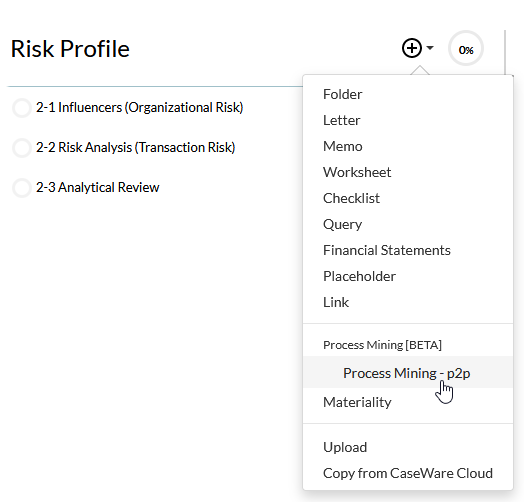 Risk Profile
0%
2-1 Influencers (Organizational Risk)
2-2 Risk Analysis (Transaction Risk)
2-3 Analytical Review
Folder
Letter
Memo
Worksheet
Checklist
Query
Financial Statements
Placeholder
Link
Process Mining [BETA]
Process Mining - p2p
Materiality
Upload
Copy from CaseWare Cloud